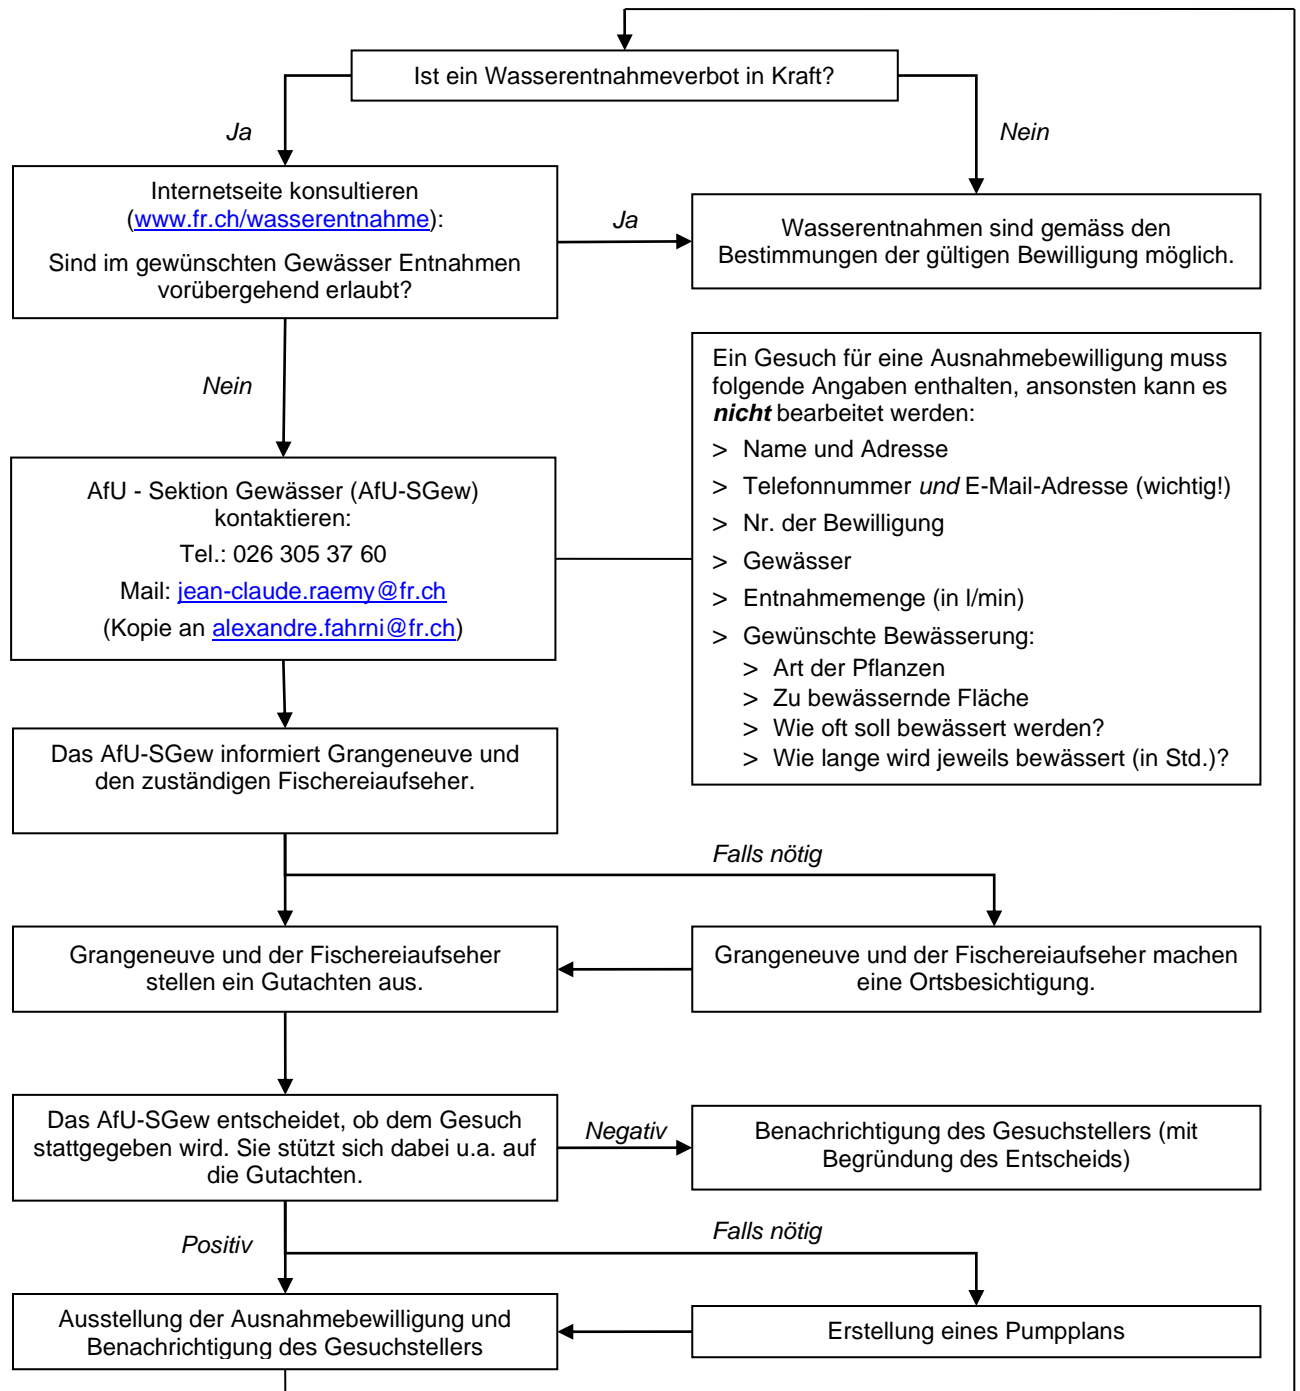 Ist ein Wasserentnahmeverbot in Kraft?
Ja
Nein
Internetseite konsultieren
(www.fr.ch/wasserentnahme):
Sind im gewünschten Gewässer Entnahmen
vorübergehend erlaubt?
Ja
Wasserentnahmen sind gemäss den
Bestimmungen der gültigen Bewilligung möglich.
Nein
Ein Gesuch für eine Ausnahmebewilligung muss
folgende Angaben enthalten, ansonsten kann es
nicht bearbeitet werden:
> Name und Adresse
> Telefonnummer und E-Mail-Adresse (wichtig!)
> Nr. der Bewilligung
> Gewässer
> Entnahmemenge (in l/min)
> Gewünschte Bewässerung:
> Art der Pflanzen
> Zu bewässernde Fläche
> Wie oft soll bewässert werden?
> Wie lange wird jeweils bewässert (in Std.)?
AfU - Sektion Gewässer (AfU-SGew)
kontaktieren:
Tel.: 026 305 37 60
Mail: jean-claude.raemy@fr.ch
(Kopie an alexandre.fahrni@fr.ch)
Das AfU-SGew informiert Grangeneuve und
den zuständigen Fischereiaufseher.
Falls nötig
Grangeneuve und der Fischereiaufseher
stellen ein Gutachten aus.
Grangeneuve und der Fischereiaufseher machen
eine Ortsbesichtigung.
Das AfU-SGew entscheidet, ob dem Gesuch
stattgegeben wird. Sie stützt sich dabei u.a. auf
die Gutachten.
Negativ
Benachrichtigung des Gesuchstellers (mit
Begründung des Entscheids)
Positiv
Falls nötig
Ausstellung der Ausnahmebewilligung und
Benachrichtigung des Gesuchstellers
Erstellung eines Pumpplans